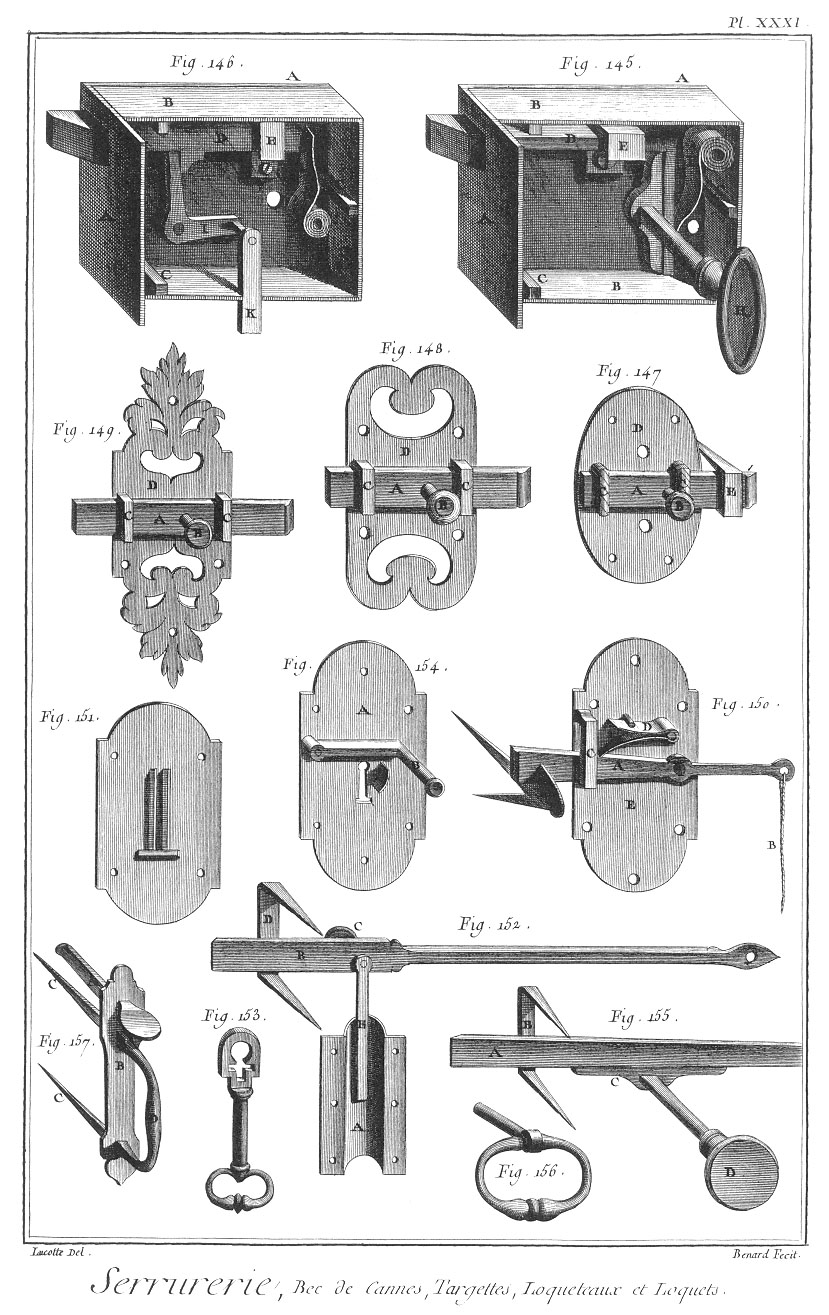 Pl. XXXI.
Fig. 146.
A
B
D
E
A
I
C
K
Fig. 145.
A
B
D
E
A
C
B
Fig. 149.
D
C
A
C
B
Fig. 148.
D
C
A
C
B
Fig. 147
D
A
B
E
Fig. 151.
Fig. 154.
A
B
Fig. 150.
D
A
E
B
Fig. 152.
D
C
B
E
A
Fig. 157.
C
B
C
Fig. 153.
Fig. 155.
B
A
C
D
Fig. 156.
Lucotte Del.
Benard Fecit.
Serrurerie, Bec de Cannes, Targettes, Loqueteaux et Loquets.